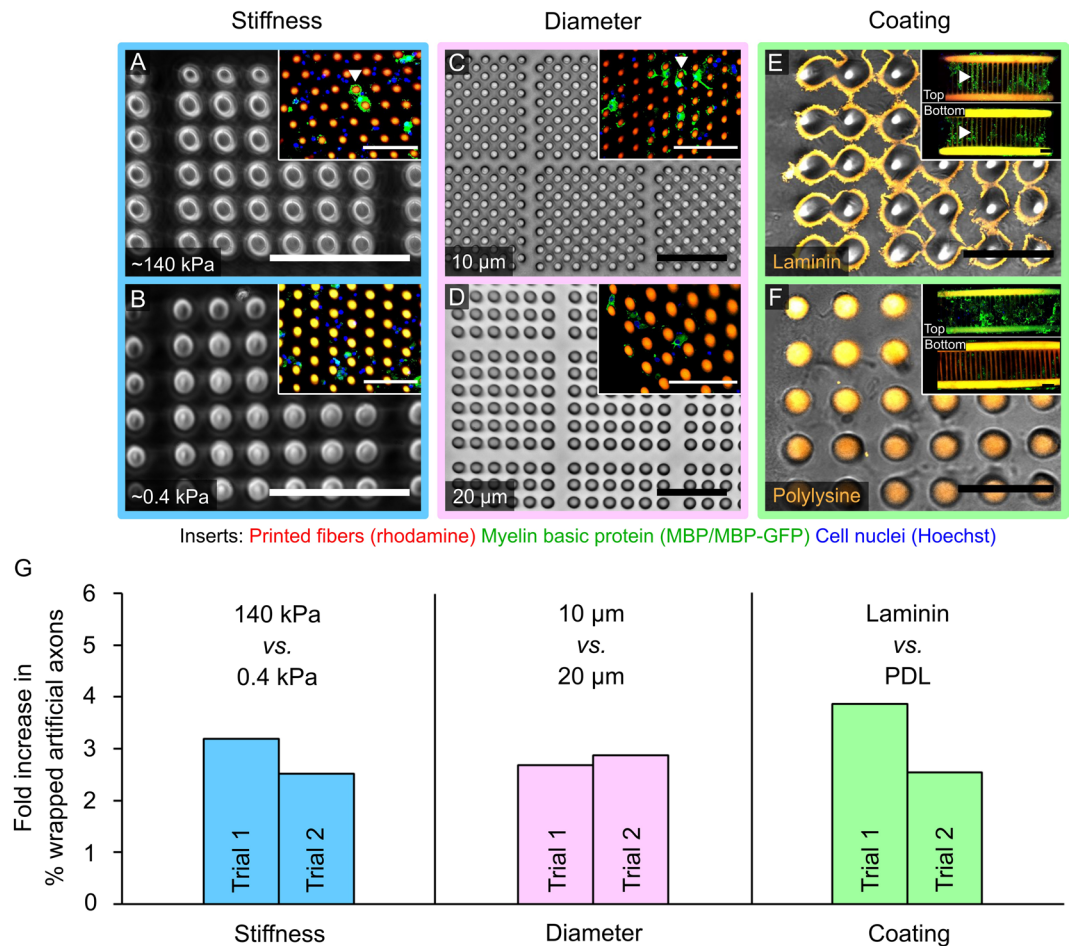 Stiffness
Diameter
Coating
A
~140 kPa
B
~0.4 kPa
C
10 µm
D
20 µm
E
Laminin
Top
Bottom
F
Polylysine
Top
Bottom
Inserts: Printed fibers (rhodamine) Myelin basic protein (MBP/MBP-GFP) Cell nuclei (Hoechst)
G
Fold increase in
% wrapped artificial axons
6
5
4
3
2
1
0
140 kPa
vs.
0.4 kPa
10 µm
vs.
20 µm
Laminin
vs.
PDL
Trial 1
Trial 2
Trial 1
Trial 2
Trial 1
Trial 2
Stiffness
Diameter
Coating